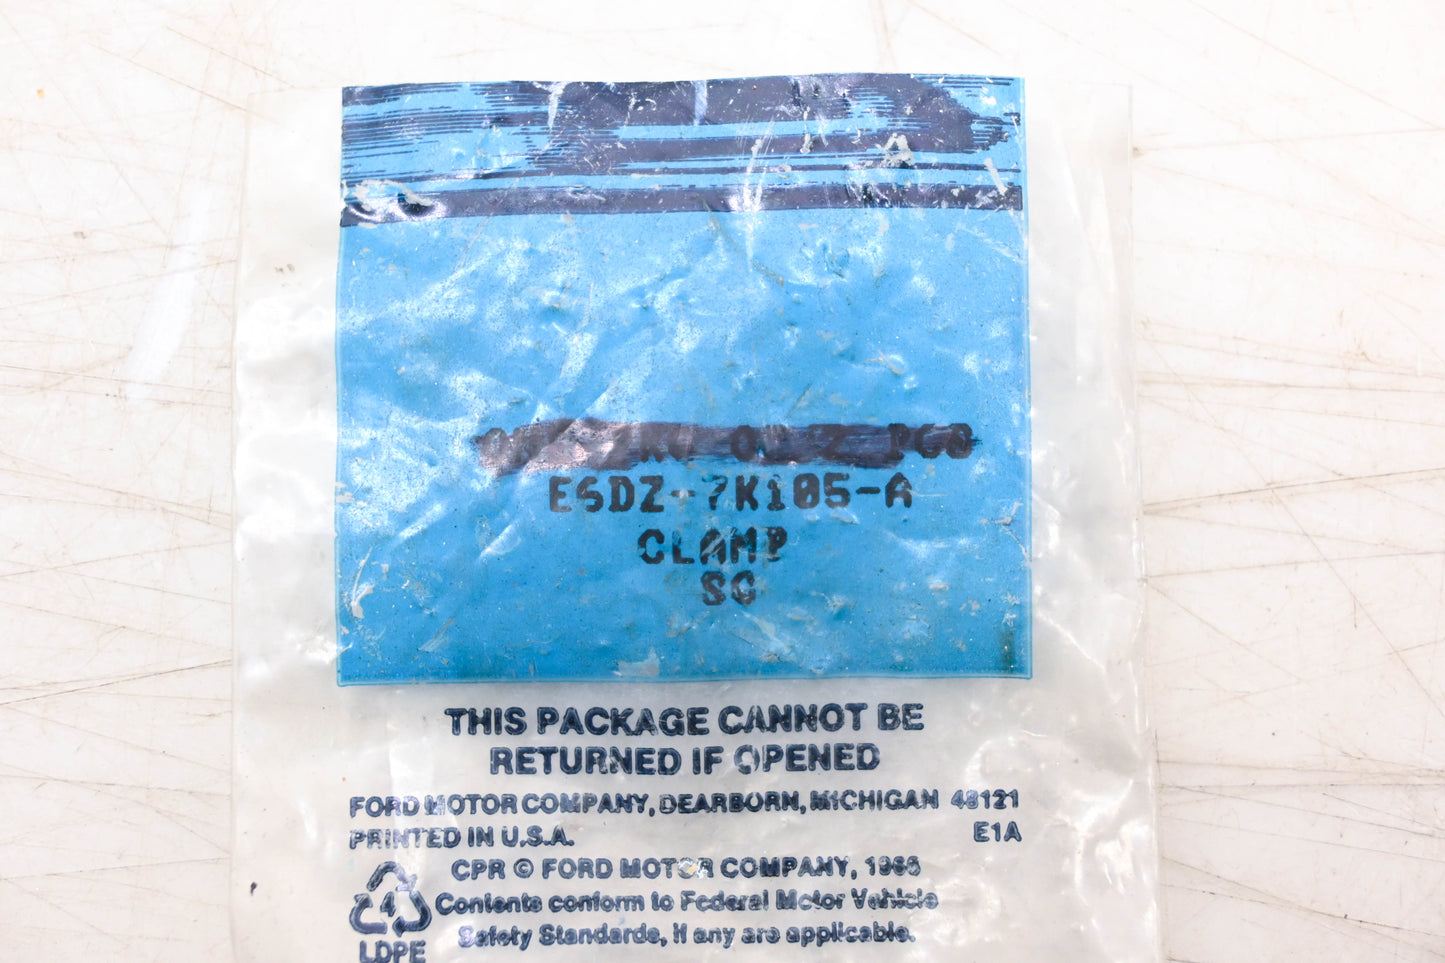 PG0
E6DZ-7K105-A
CLAMP
SG
THIS PACKAGE CANNOT BE
RETURNED IF OPENED
FORD MOTOR COMPANY, DEARBORN, MICHIGAN 48121
PRINTED IN U.S.A. E1A
CPR © FORD MOTOR COMPANY,
4 Contents conform to Federal Motor Vehicle
LDPE Safety Standards, if any are applicable.